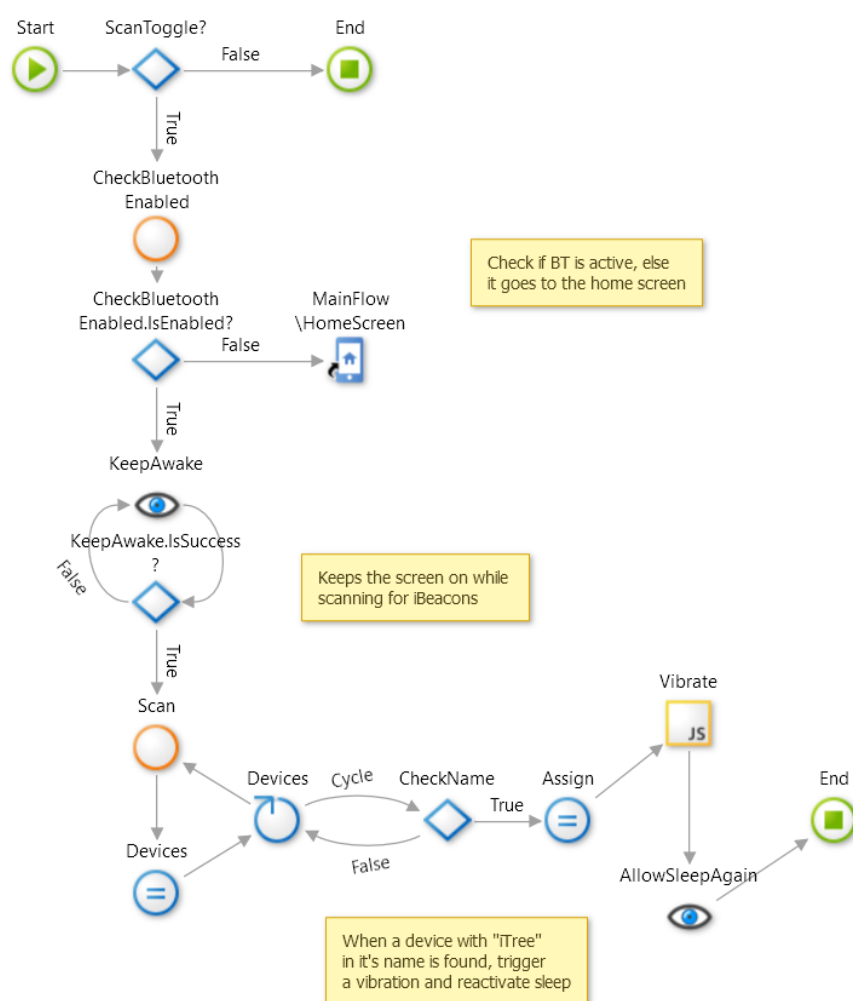 Start
ScanToggle?
End
False
True
CheckBluetooth
Enabled
Check if BT is active, else
it goes to the home screen
CheckBluetooth
Enabled.IsEnabled?
MainFlow
\HomeScreen
False
True
KeepAwake
KeepAwake.IsSuccess
?
False
Keeps the screen on while
scanning for iBeacons
True
Scan
Vibrate
JS
Devices
Cycle
CheckName
True
Assign
End
False
Devices
AllowSleepAgain
When a device with "iTree"
in it's name is found, trigger
a vibration and reactivate sleep